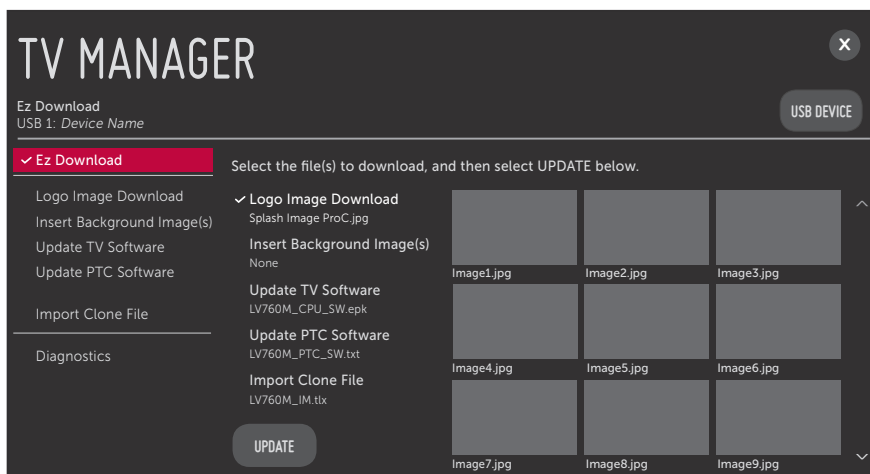 TV MANAGER
X
Ez Download
USB 1: Device Name
USB DEVICE
Ez Download
Logo Image Download
Insert Background Image(s)
Update TV Software
Update PTC Software
Import Clone File
Diagnostics
Select the file(s) to download, and then select UPDATE below.
Logo Image Download
Splash Image ProC.jpg
Insert Background Image(s)
None
Update TV Software
LV760M_CPU_SW.epk
Update PTC Software
LV760M_PTC_SW.txt
Import Clone File
LV760M_IM.tlx
UPDATE
Image1.jpg
Image2.jpg
Image3.jpg
Image4.jpg
Image5.jpg
Image6.jpg
Image7.jpg
Image8.jpg
Image9.jpg